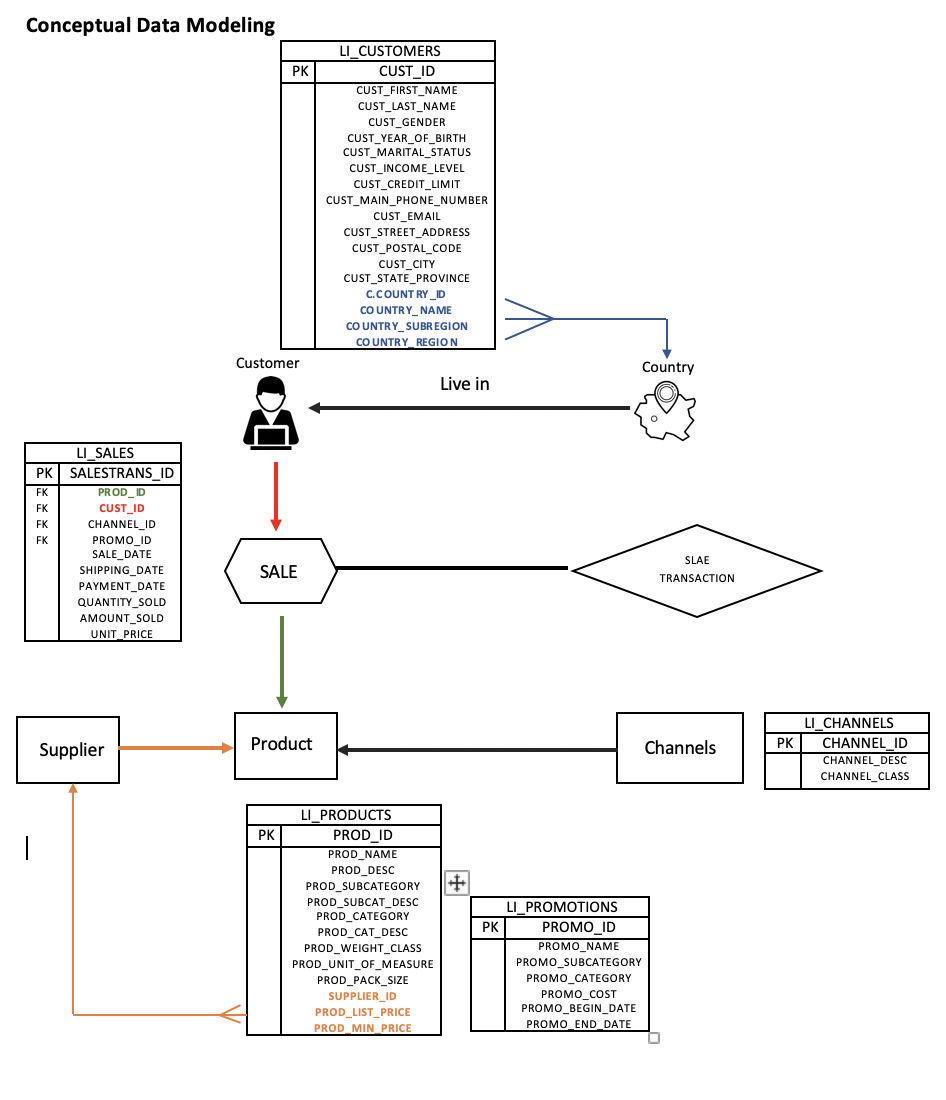 Conceptual Data Modeling
LI_CUSTOMERS
PK CUST_ID
CUST_FIRST_NAME
CUST_LAST_NAME
CUST_GENDER
CUST_YEAR_OF_BIRTH
CUST_MARITAL_STATUS
CUST_INCOME_LEVEL
CUST_CREDIT_LIMIT
CUST_MAIN_PHONE_NUMBER
CUST_EMAIL
CUST_STREET_ADDRESS
CUST_POSTAL_CODE
CUST_CITY
CUST_STATE_PROVINCE
C.COUNTRY_ID
COUNTRY_NAME
COUNTRY_SUBREGION
COUNTRY_REGION
Customer
Country
Live in
LI_SALES
PK SALESTRANS_ID
FK PROD_ID
FK CUST_ID
FK CHANNEL_ID
FK PROMO_ID
SALE_DATE
SHIPPING_DATE
PAYMENT_DATE
QUANTITY_SOLD
AMOUNT_SOLD
UNIT_PRICE
SALE
SLAE
TRANSACTION
Supplier
Product
Channels
LI_CHANNELS
PK CHANNEL_ID
CHANNEL_DESC
CHANNEL_CLASS
LI_PRODUCTS
PK PROD_ID
PROD_NAME
PROD_DESC
PROD_SUBCATEGORY
PROD_SUBCAT_DESC
PROD_CATEGORY
PROD_CAT_DESC
PROD_WEIGHT_CLASS
PROD_UNIT_OF_MEASURE
PROD_PACK_SIZE
SUPPLIER_ID
PROD_LIST_PRICE
PROD_MIN_PRICE
LI_PROMOTIONS
PK PROMO_ID
PROMO_NAME
PROMO_SUBCATEGORY
PROMO_CATEGORY
PROMO_COST
PROMO_BEGIN_DATE
PROMO_END_DATE